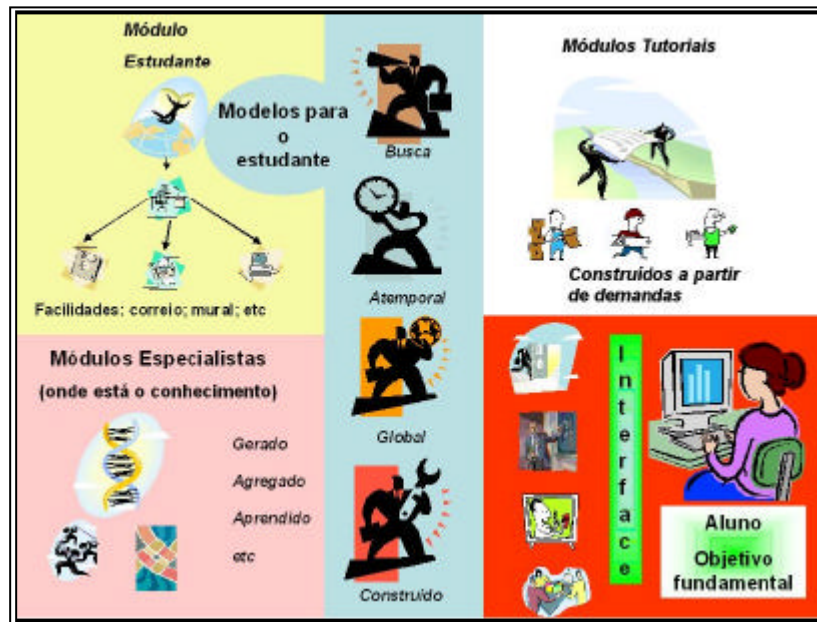 Módulo
Estudante
Modelos para
o
estudante
Facilidades; correio; mural; etc
Busca
Atemporal
Global
Construído
Módulos Tutoriais
Construídos a partir
de demandas
Módulos Especialistas
(onde está o conhecimento)
Gerado
Agregado
Aprendido
etc
Interface
Aluno
Objetivo
fundamental